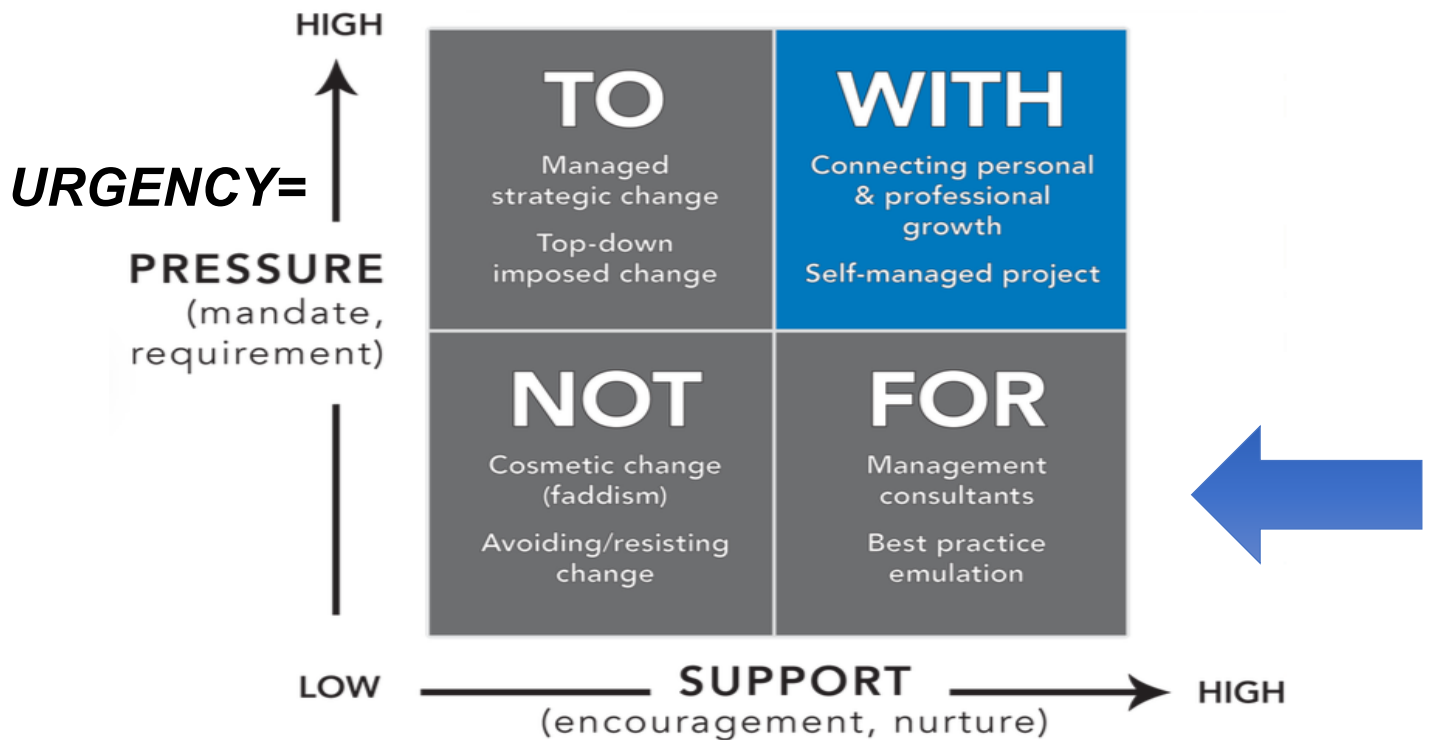 HIGH
URGENCY=
PRESSURE
(mandate,
requirement)
TO
Managed
strategic change
Top-down
imposed change
WITH
Connecting personal
& professional
growth
Self-managed project
NOT
Cosmetic change
(faddism)
Avoiding/resisting
change
FOR
Management
consultants
Best practice
emulation
LOW
SUPPORT
(encouragement, nurture)
HIGH